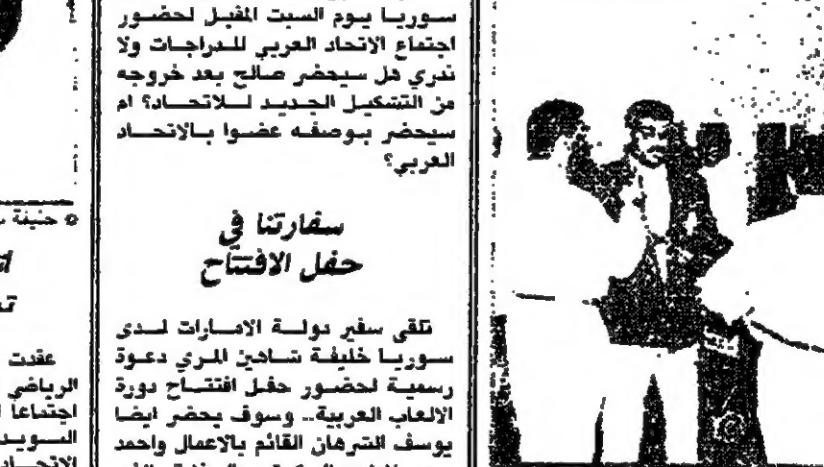 سوريا يوم السبت المقبل لحضور
اجتماع الاتحاد العربي للدراجات ولا
ندري هل سيحضر صالح بعد خروجه
من التشكيل الجديد للاتحاد؟ ام
سيحضر بوصفه عضوا بالاتحاد
العربي؟
سفارتنا في
حفل الافتتاح
تلقى سفير دولة الامارات لدى
سوريا خليفة شاهين المري دعوة
رسمية لحضور حفل افتتاح دورة
الالعاب العربية.. وسوف يحضر ايضا
يوسف الشرهان القائم بالاعمال واحمد
حنيفة
عقدت
الرياضي
اجتماعا
السويد
الاتحاد